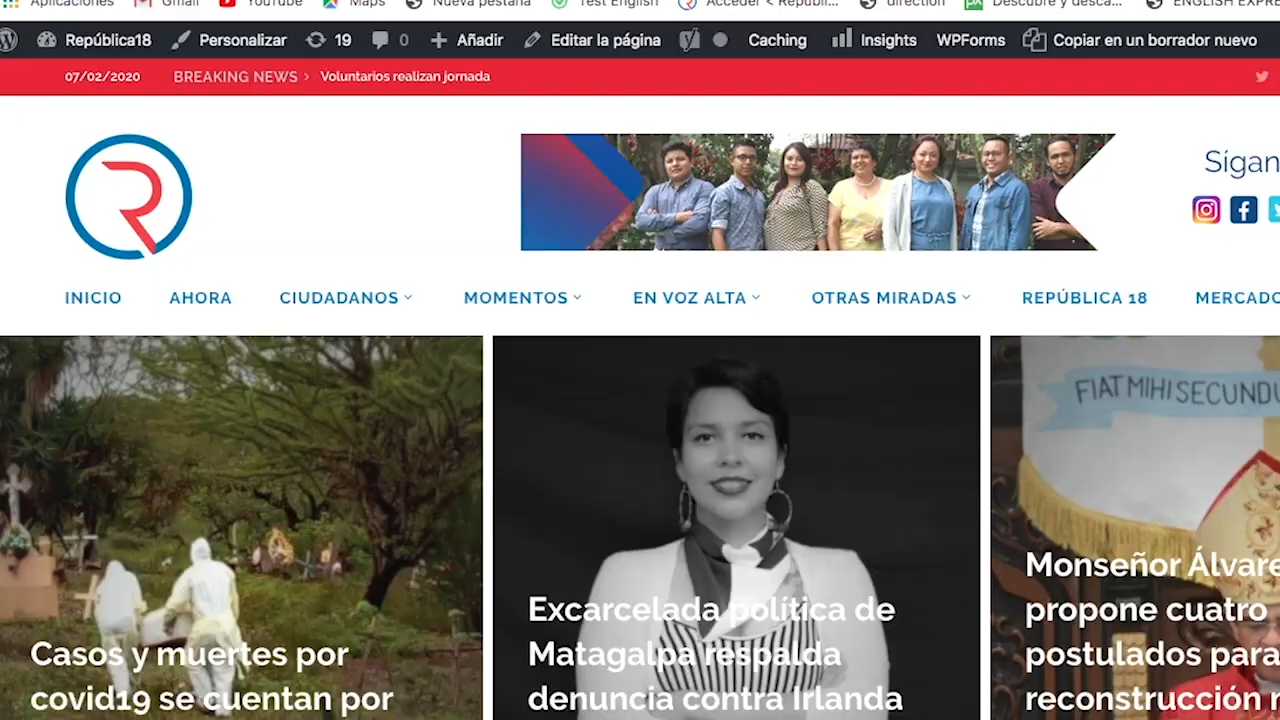 Aplicaciones Gmail YouTube Maps Nueva pestaña Test English Acceder < Repúbli... direction Descubre y desca... ENGLISH EXPRE
República18 Personalizar 19 0 Añadir Editar la página Caching Insights WPForms Copiar en un borrador nuevo
07/02/2020 BREAKING NEWS > Voluntarios realizan jornada
R
Sígan
INICIO AHORA CIUDADANOS MOMENTOS EN VOZ ALTA OTRAS MIRADAS REPÚBLICA 18 MERCADO
FIAT MIHI SECUNDU
Casos y muertes por
covid19 se cuentan por
Excarcelada política de
Matagalpa respalda
denuncia contra Irlanda
Monseñor Álvare
propone cuatro
postulados para
reconstrucción